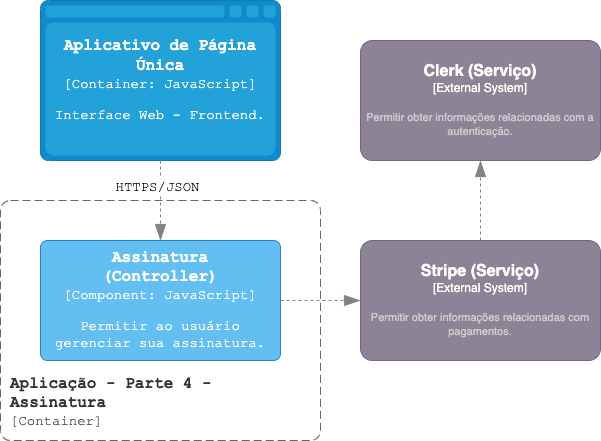 Aplicativo de Página
Única
[Container: JavaScript]
Interface Web - Frontend.
Clerk (Serviço)
[External System]
Permitir obter informações relacionadas com a
autenticação.
HTTPS/JSON
Assinatura
(Controller)
[Component: JavaScript]
Permitir ao usuário
gerenciar sua assinatura.
Stripe (Serviço)
[External System]
Permitir obter informações relacionadas com
pagamentos.
Aplicação - Parte 4 -
Assinatura
[Container]